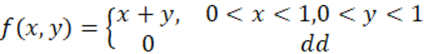 f(x, y) = { x + y, 0 < x < 1,0 < y < 1
0 dd